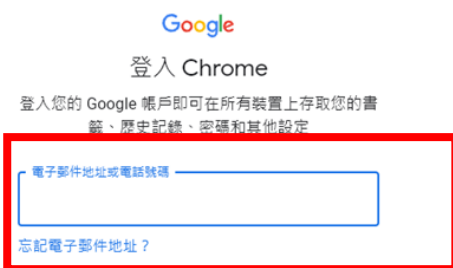 Google
登入 Chrome
登入您的 Google 帳戶即可在所有裝置上存取您的書
籤、歷史記錄、密碼和其他設定
電子郵件地址或電話號碼
忘記電子郵件地址？